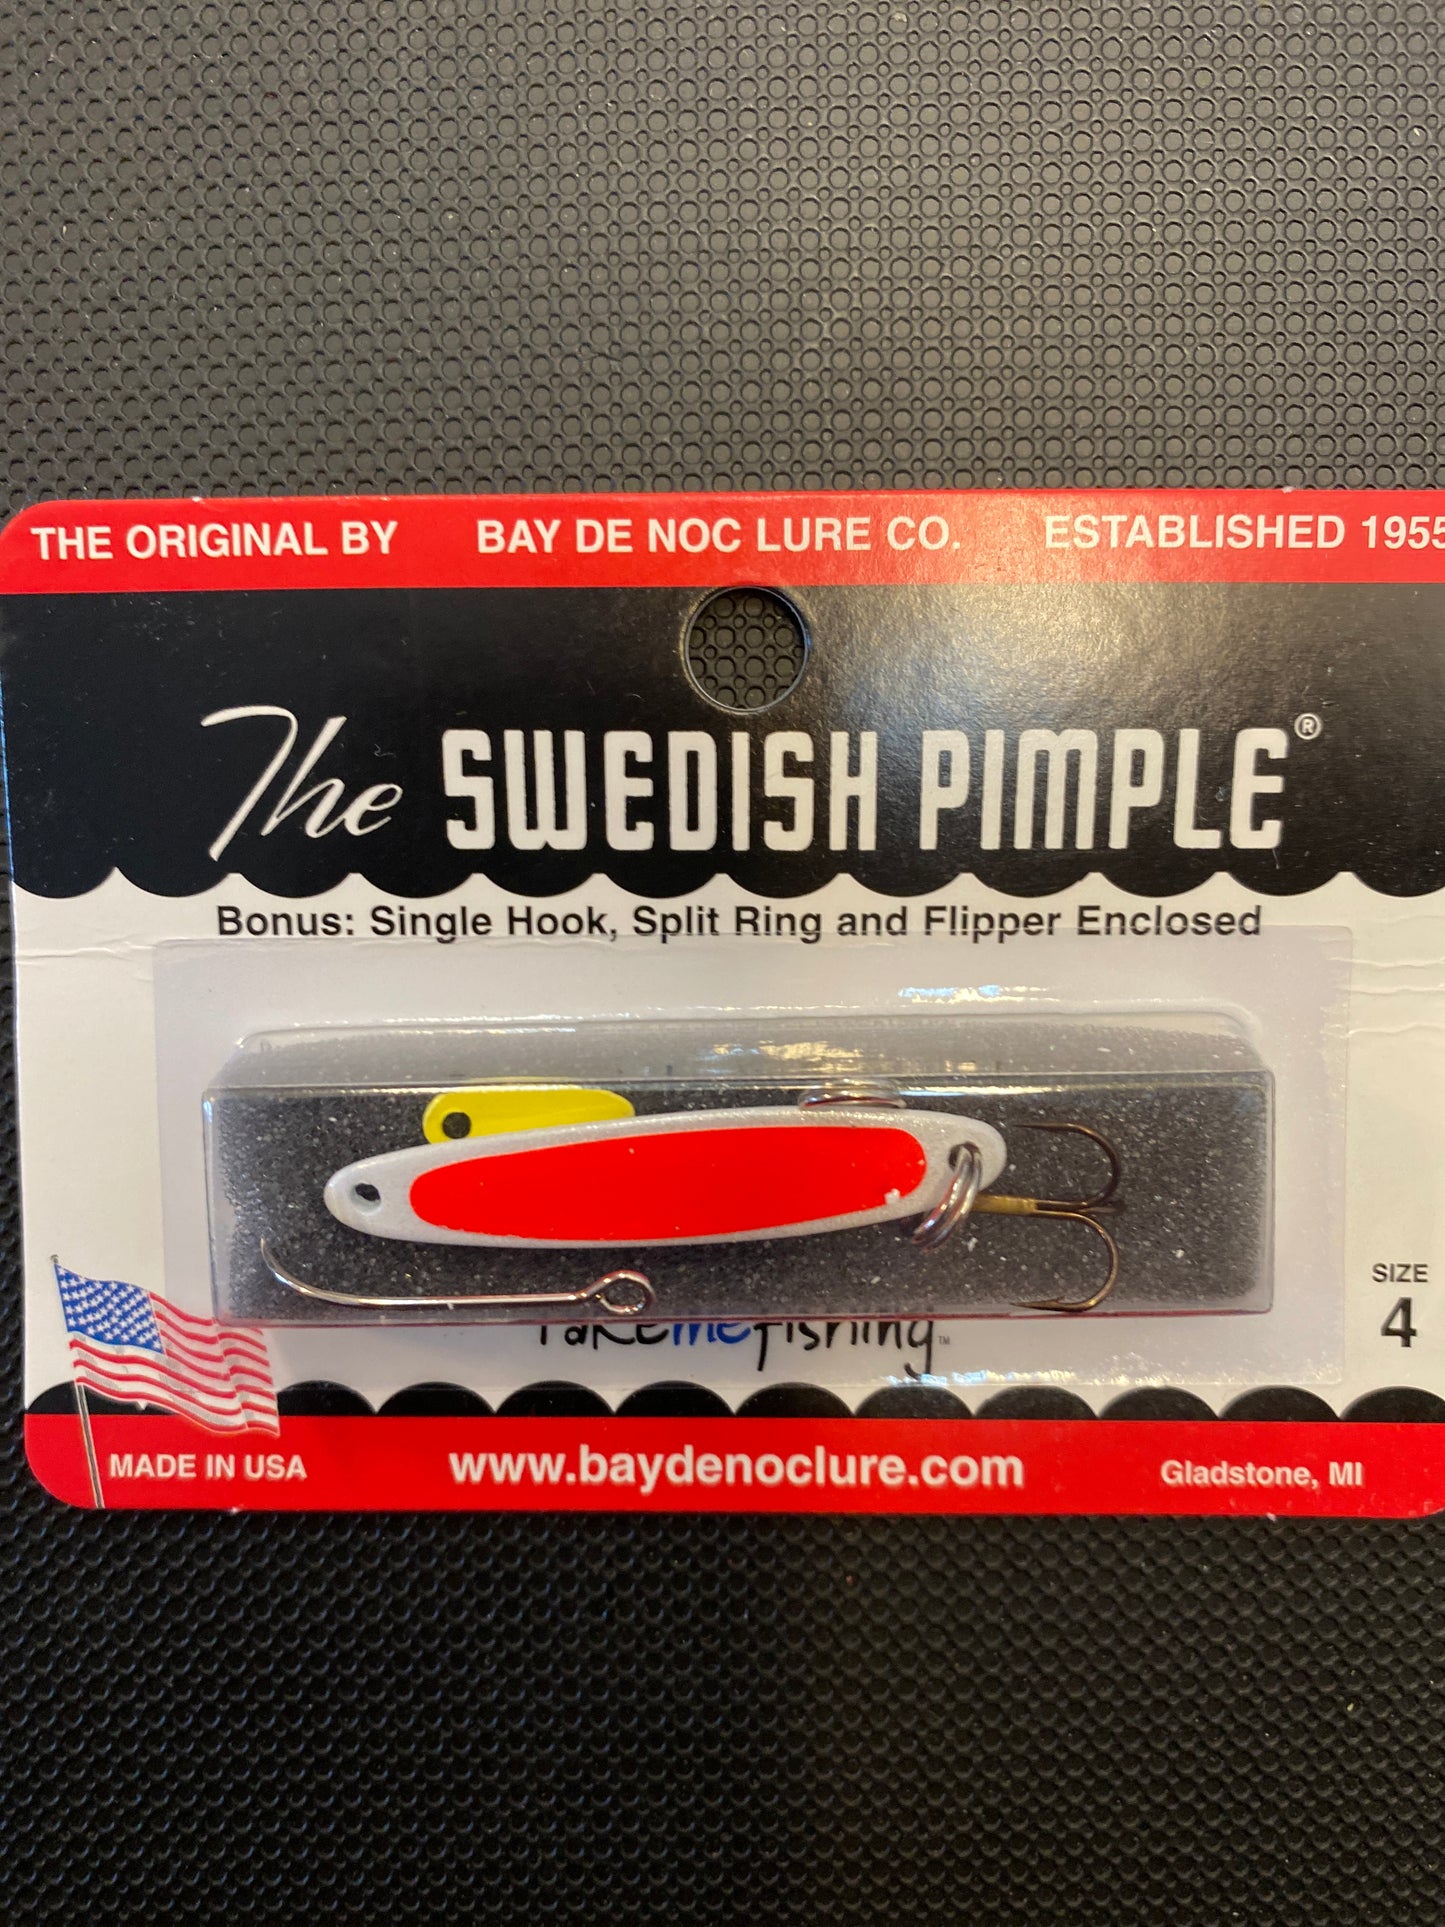 THE ORIGINAL BY BAY DE NOC LURE CO. ESTABLISHED 1955
The SWEDISH PIMPLE®
Bonus: Single Hook, Split Ring and Flipper Enclosed
SIZE
4
takemefishing™
MADE IN USA www.baydenoclure.com Gladstone, MI